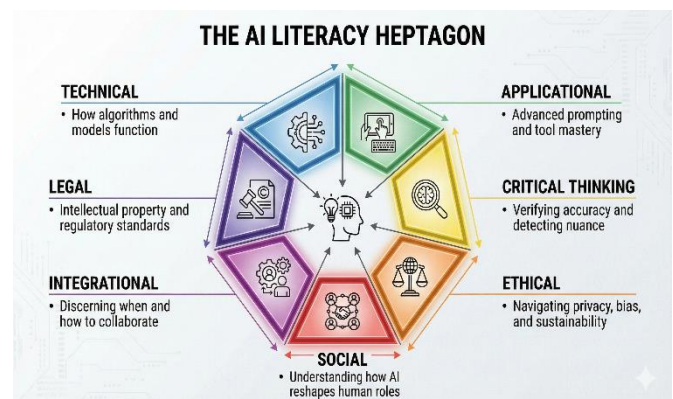 THE AI LITERACY HEPTAGON
TECHNICAL
• How algorithms and
models function
APPLICATIONAL
• Advanced prompting
and tool mastery
LEGAL
• Intellectual property and
regulatory standards
CRITICAL THINKING
• Verifying accuracy and
detecting nuance
INTEGRATIONAL
• Discerning when and
how to collaborate
ETHICAL
• Navigating privacy, bias,
and sustainability
SOCIAL
• Understanding how AI
reshapes human roles